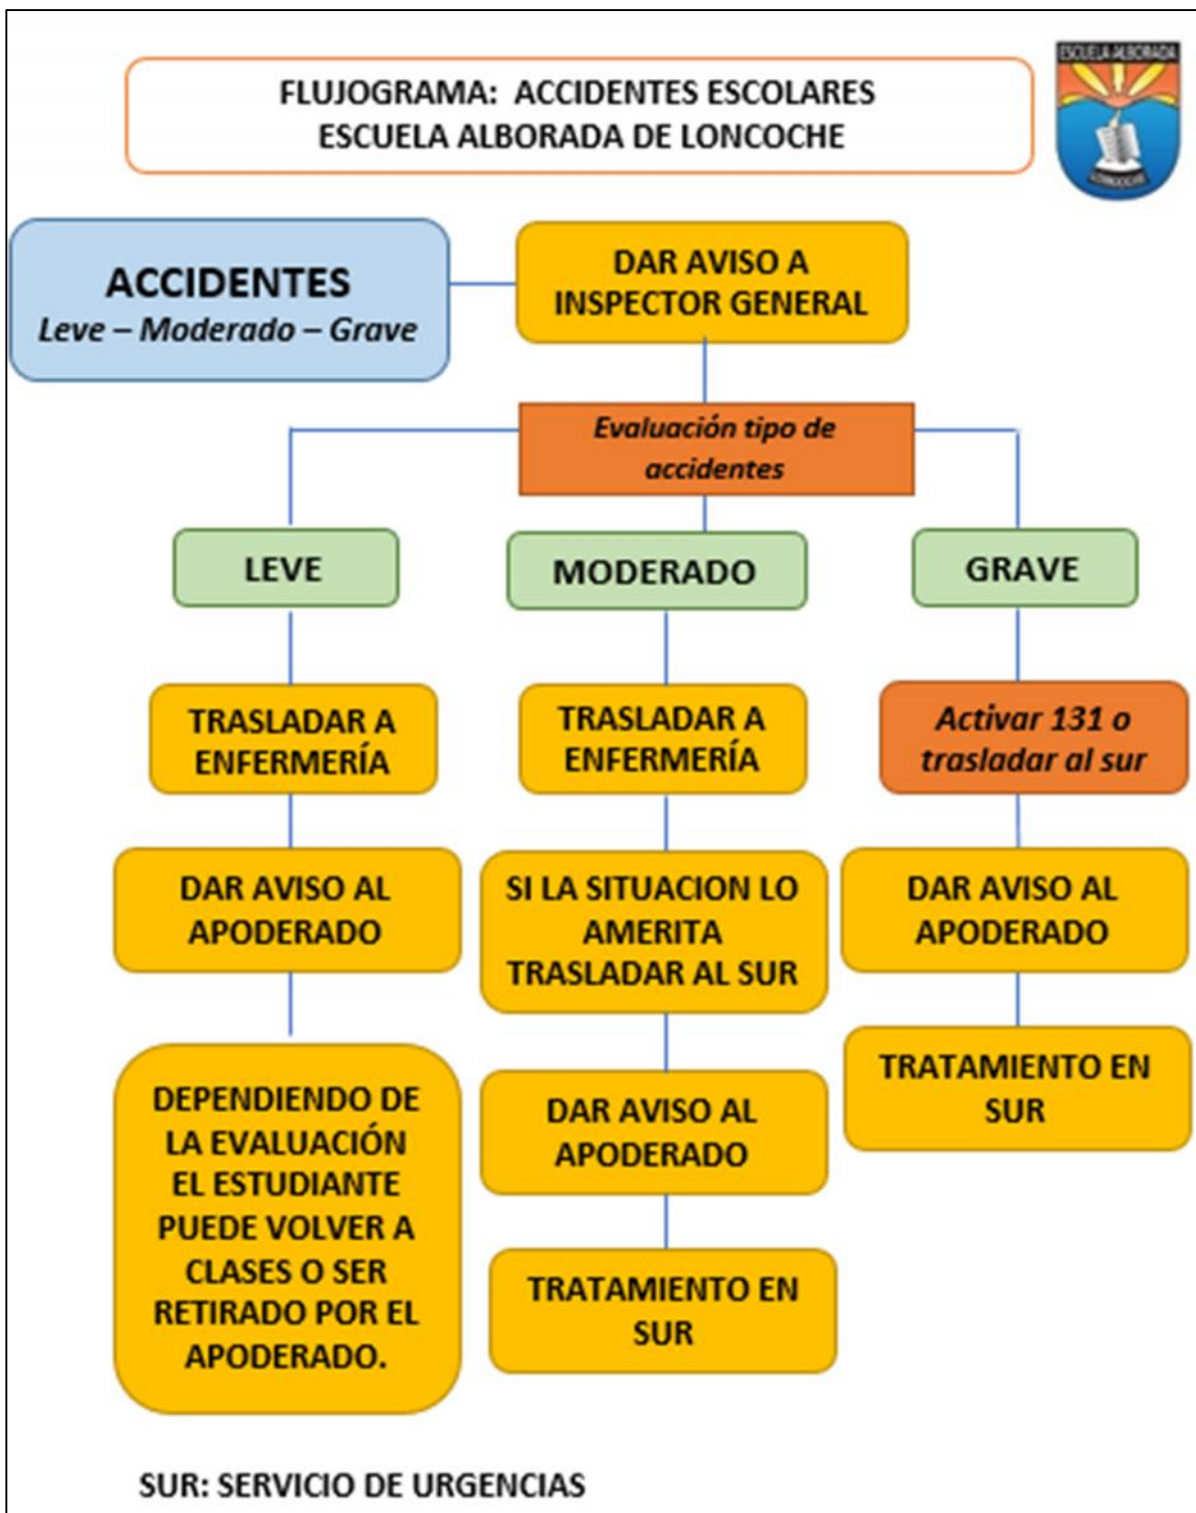 FLUJOGRAMA: ACCIDENTES ESCOLARES
ESCUELA ALBORADA DE LONCOCHE
ESCUELA ALBORADA
LONCOCHE
ACCIDENTES
Leve – Moderado – Grave
DAR AVISO A
INSPECTOR GENERAL
Evaluación tipo de
accidentes
LEVE
TRASLADAR A
ENFERMERÍA
DAR AVISO AL
APODERADO
DEPENDIENDO DE
LA EVALUACIÓN
EL ESTUDIANTE
PUEDE VOLVER A
CLASES O SER
RETIRADO POR EL
APODERADO.
MODERADO
TRASLADAR A
ENFERMERÍA
SI LA SITUACION LO
AMERITA
TRASLADAR AL SUR
DAR AVISO AL
APODERADO
TRATAMIENTO EN
SUR
GRAVE
Activar 131 o
trasladar al sur
DAR AVISO AL
APODERADO
TRATAMIENTO EN
SUR
SUR: SERVICIO DE URGENCIAS